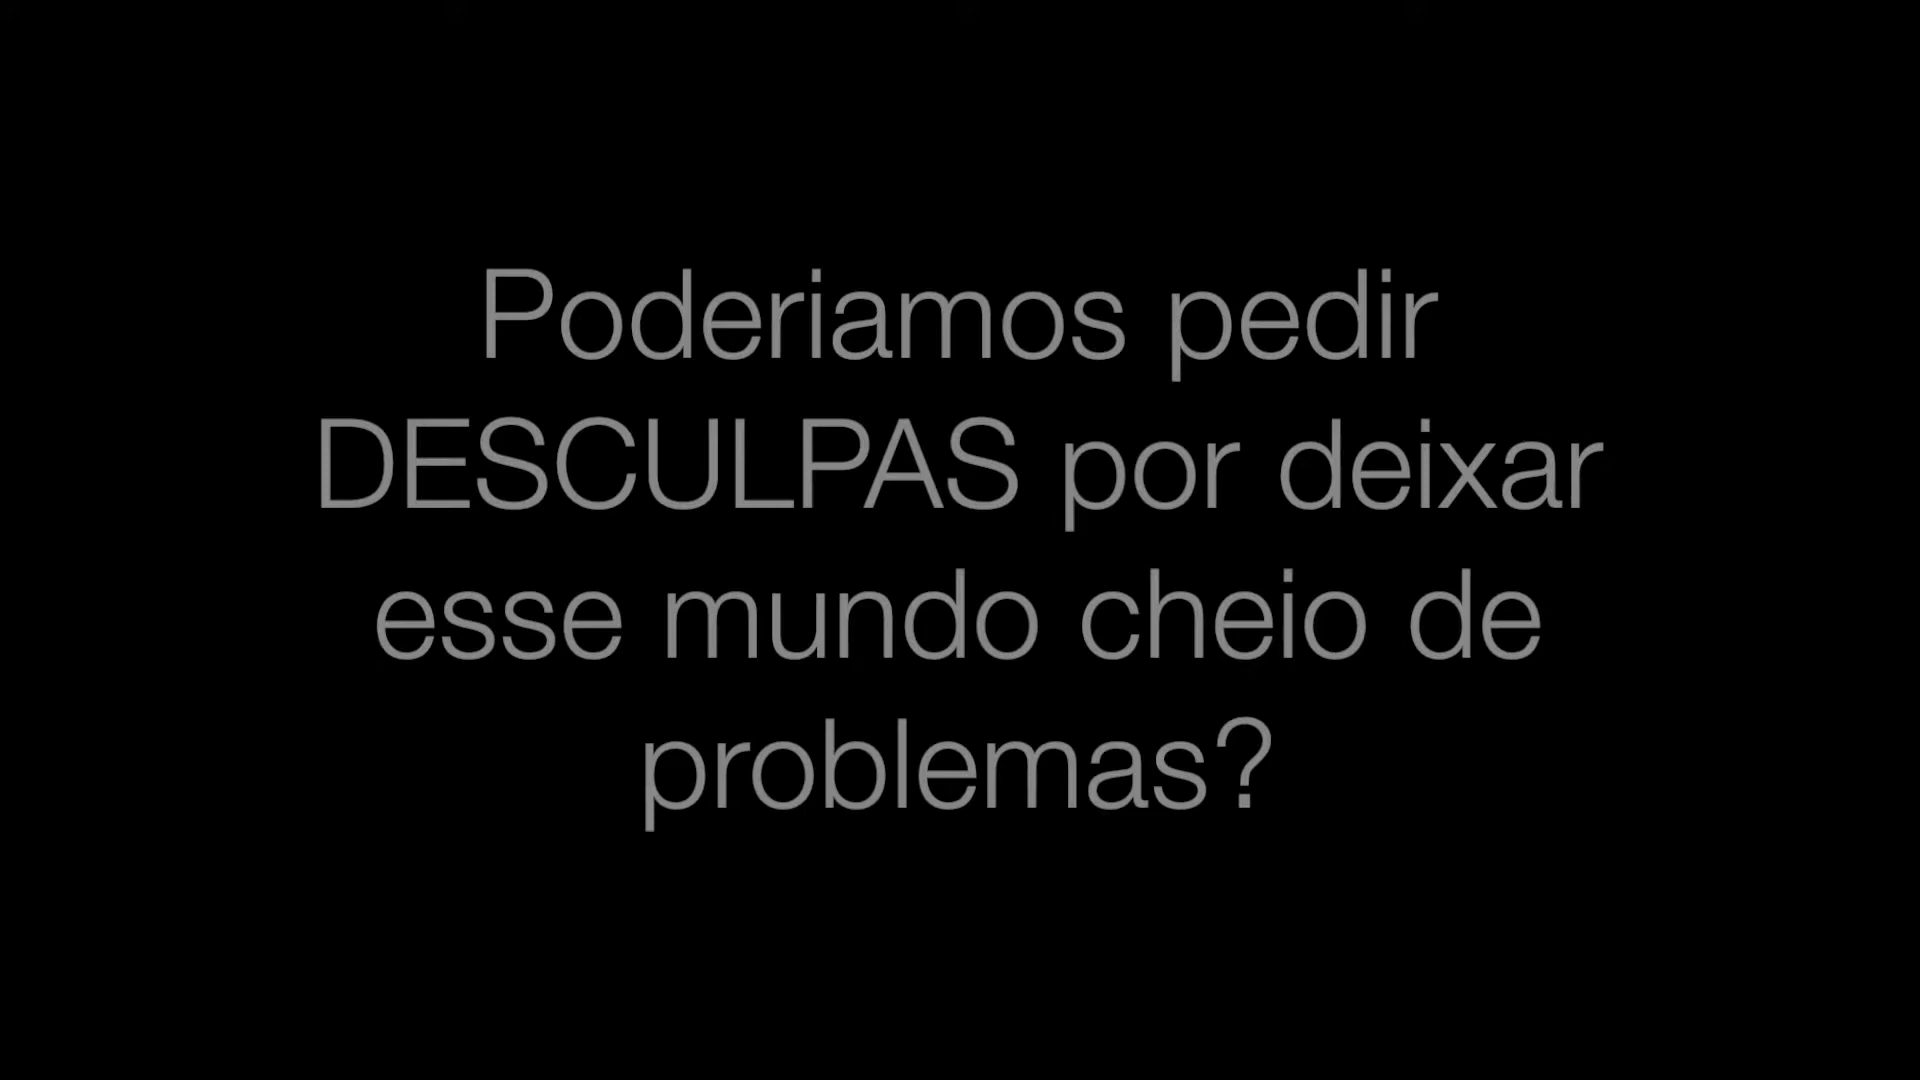 Poderiamos pedir
DESCULPAS por deixar
esse mundo cheio de
problemas?